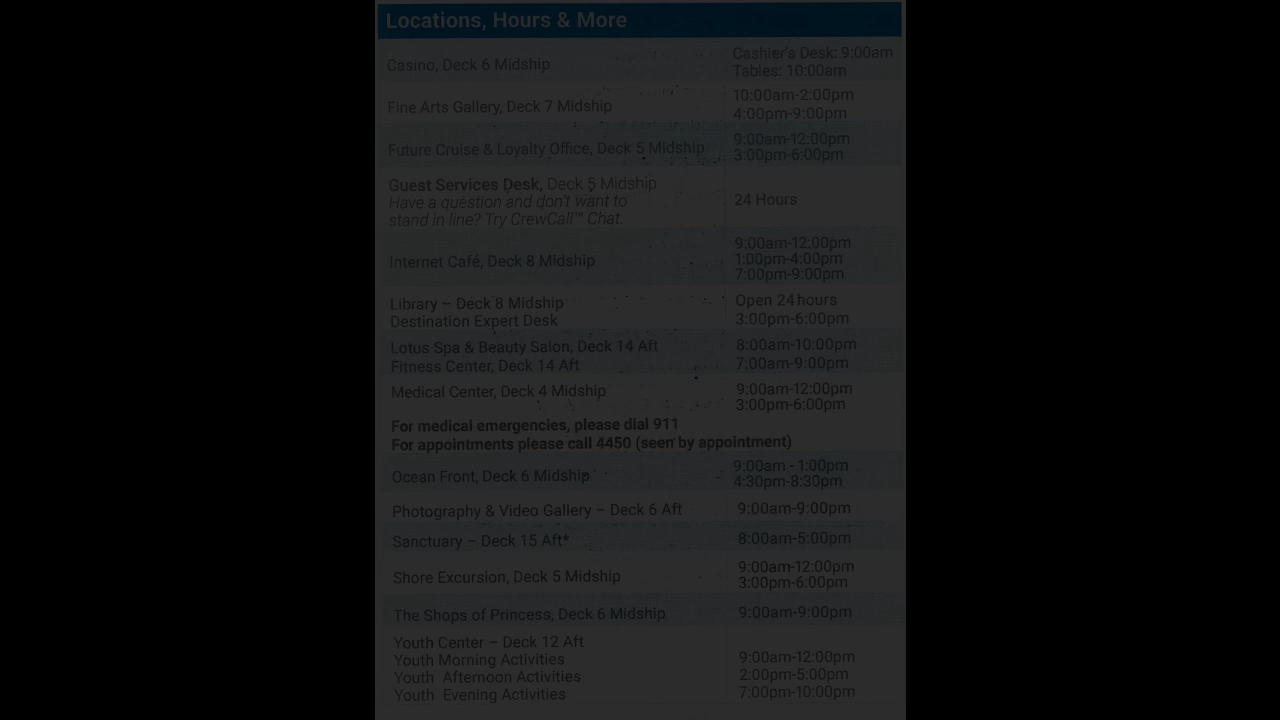 Locations, Hours & More
Casino, Deck 6 Midship
Cashier's Desk: 9:00am
Tables: 10:00am
Fine Arts Gallery, Deck 7 Midship
10:00am-2:00pm
4:00pm-9:00pm
Future Cruise & Loyalty Office, Deck 5 Midship
9:00am-12:00pm
3:00pm-6:00pm
Guest Services Desk, Deck 5 Midship
Have a question and don't want to
stand in line? Try CrewCall™ Chat.
24 Hours
Internet Café, Deck 8 Midship
9:00am-12:00pm
1:00pm-4:00pm
7:00pm-9:00pm
Library – Deck 8 Midship
Open 24 hours
Destination Expert Desk
3:00pm-6:00pm
Lotus Spa & Beauty Salon, Deck 14 Aft
8:00am-10:00pm
Fitness Center, Deck 14 Aft
7:00am-9:00pm
Medical Center, Deck 4 Midship
9:00am-12:00pm
3:00pm-6:00pm
For medical emergencies, please dial 911
For appointments please call 4450 (seen by appointment)
Ocean Front, Deck 6 Midship
9:00am - 1:00pm
4:30pm-8:30pm
Photography & Video Gallery – Deck 6 Aft
9:00am-9:00pm
Sanctuary – Deck 15 Aft*
8:00am-5:00pm
Shore Excursion, Deck 5 Midship
9:00am-12:00pm
3:00pm-6:00pm
The Shops of Princess, Deck 6 Midship
9:00am-9:00pm
Youth Center – Deck 12 Aft
Youth Morning Activities
9:00am-12:00pm
Youth Afternoon Activities
2:00pm-5:00pm
Youth Evening Activities
7:00pm-10:00pm